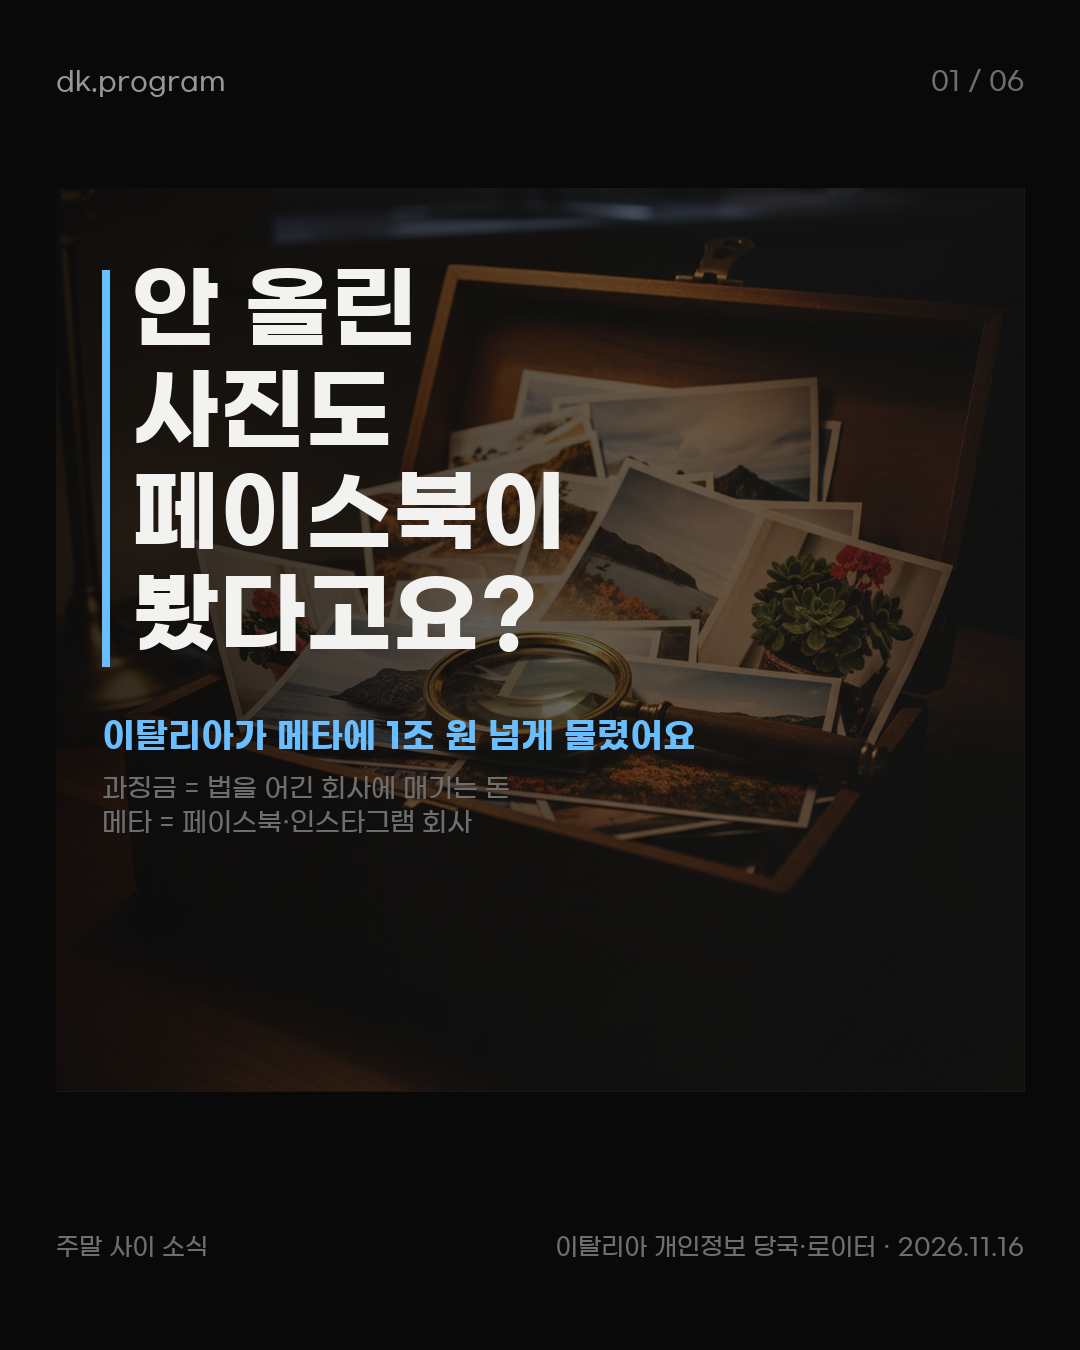 dk.program
01 / 06
안 올린
사진도
페이스북이
봤다고요?
이탈리아가 메타에 1조 원 넘게 물렸어요
과징금 = 법을 어긴 회사에 매기는 돈
메타 = 페이스북·인스타그램 회사
주말 사이 소식
이탈리아 개인정보 당국·로이터 · 2026.11.16